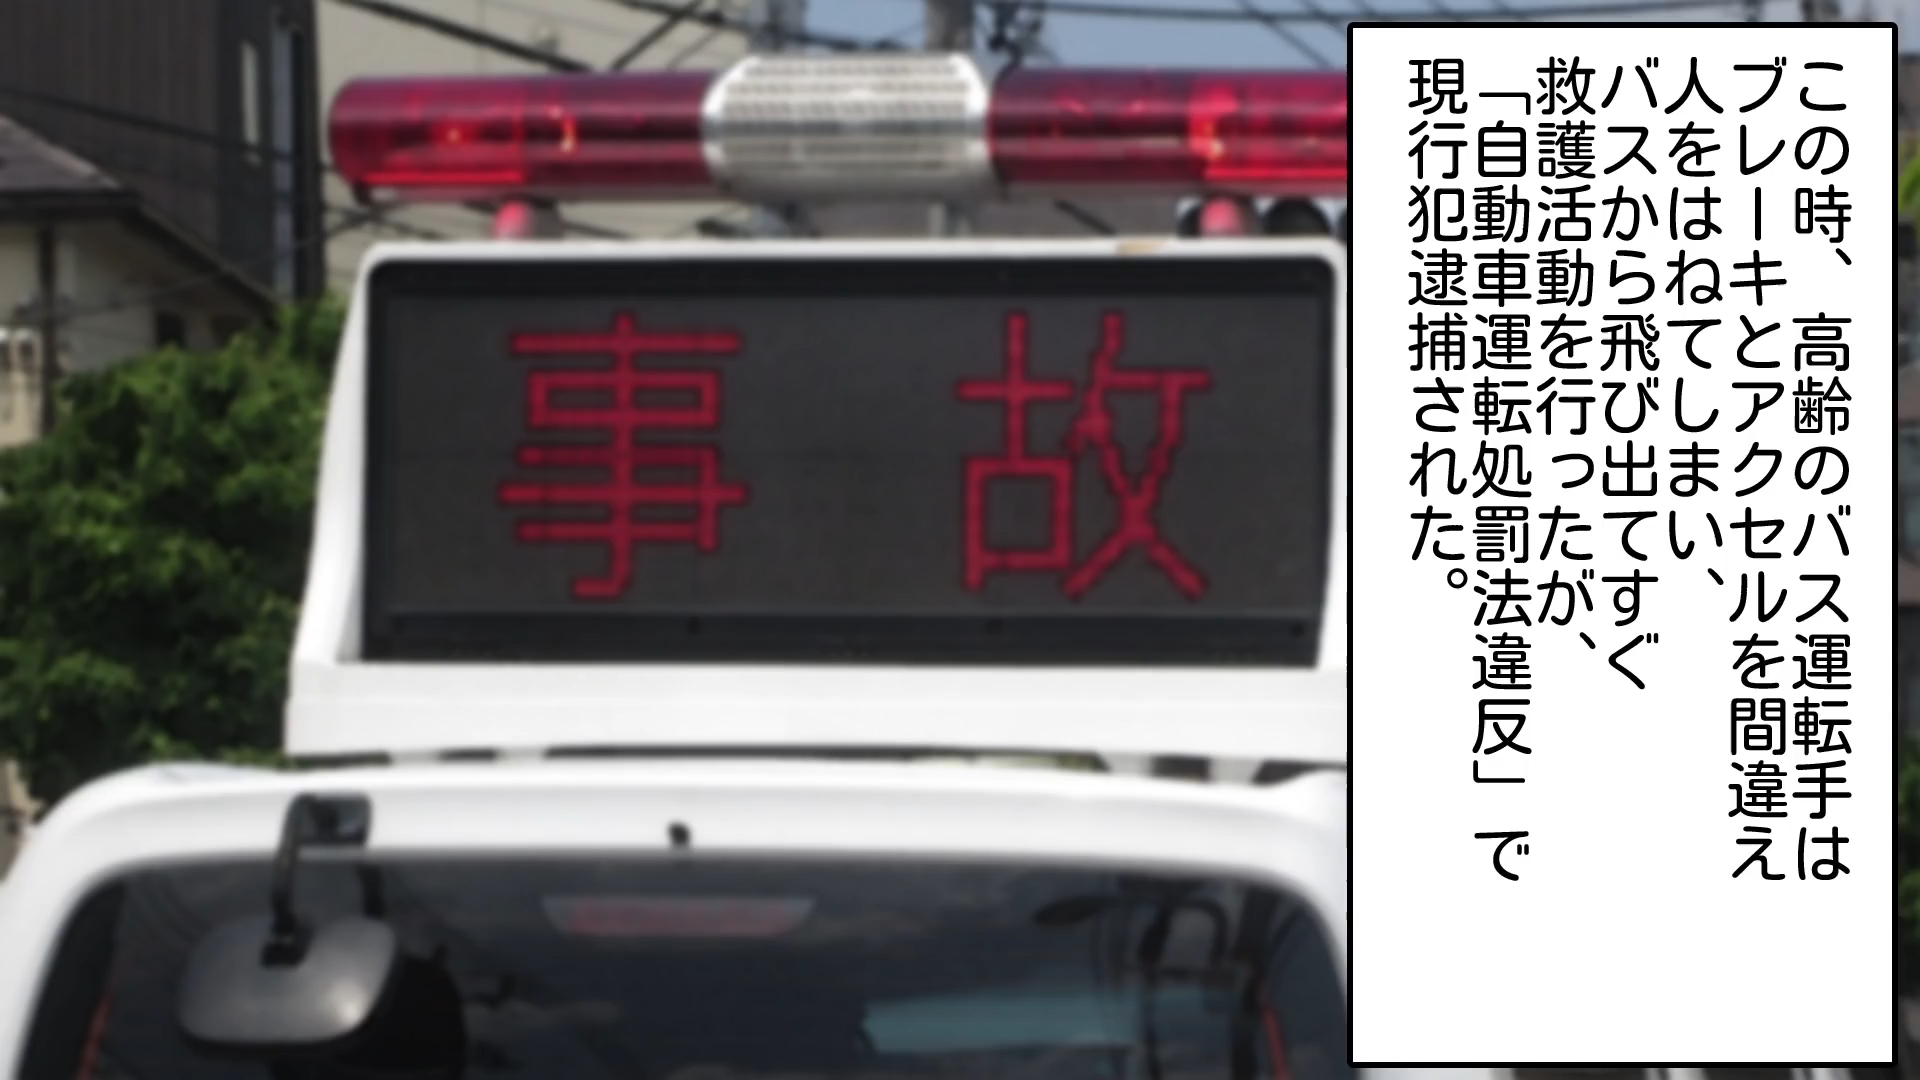 この時、高齢のバス運転手は
ブレーキとアクセルを間違え
人をはねてしまい、
バスから飛び出てすぐ
救護活動を行ったが、
「自動車運転処罰法違反」で
現行犯逮捕された。
事故